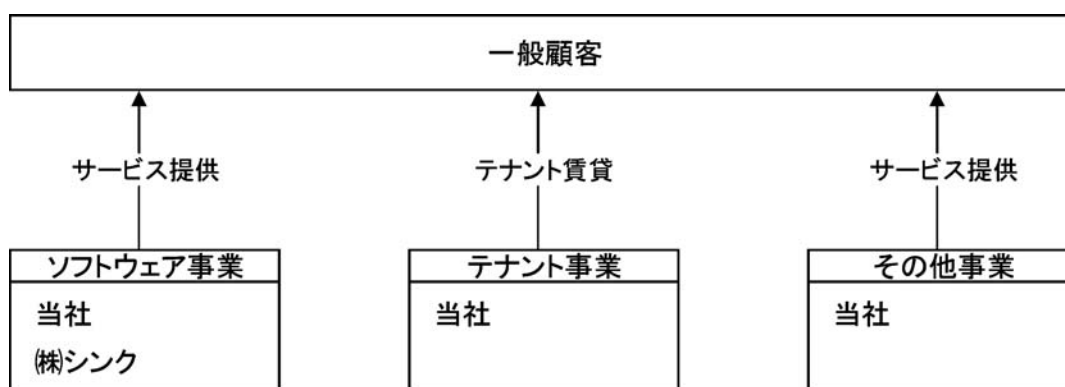 一般顧客
サービス提供
テナント賃貸
サービス提供
ソフトウェア事業
テナント事業
その他事業
当社
㈱シンク
当社
当社